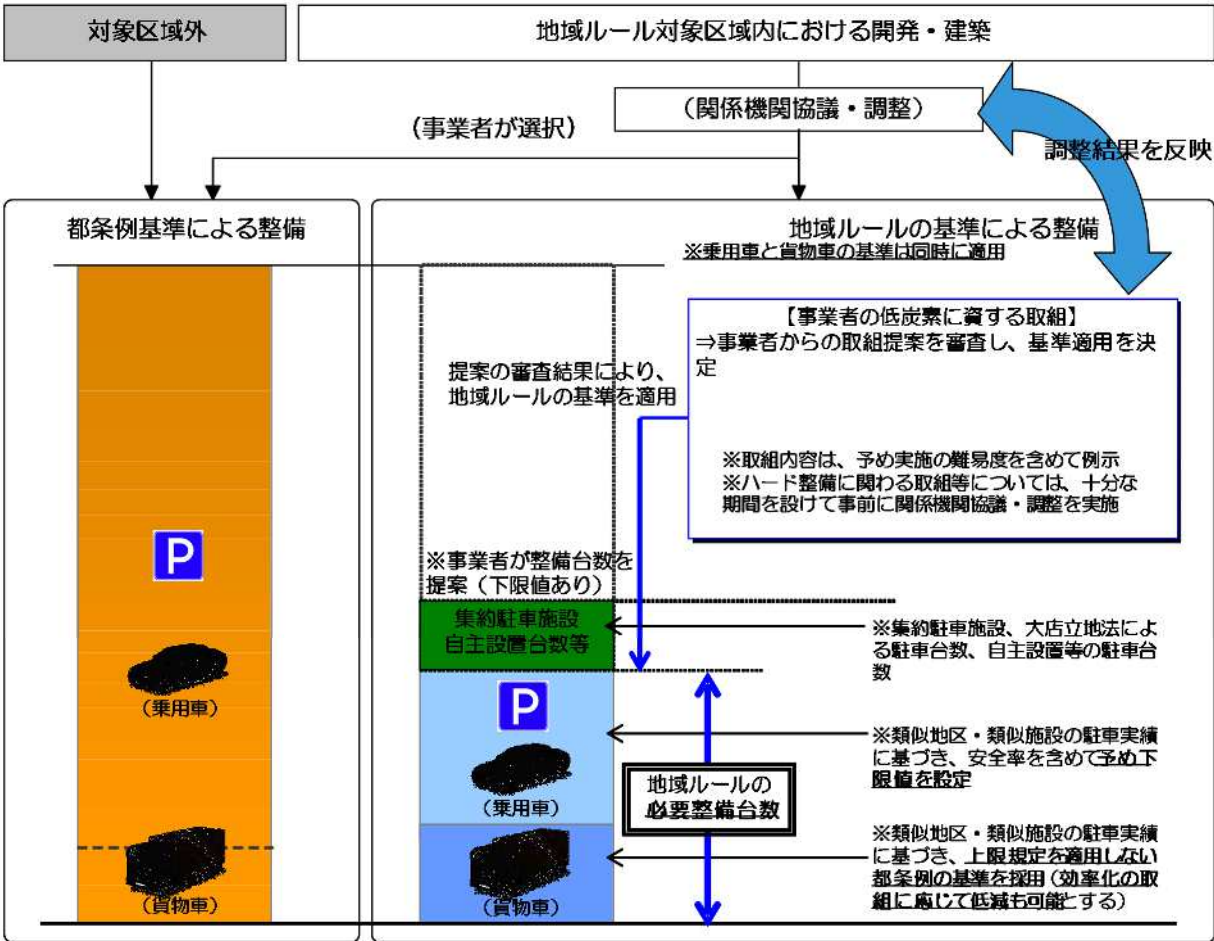 対象区域外
地域ルール対象区域内における開発・建築
（関係機関協議・調整）
（事業者が選択）
調整結果を反映
都条例基準による整備
P
（乗用車）
（貨物車）
地域ルールの基準による整備
※乗用車と貨物車の基準は同時に適用
【事業者の低炭素に資する取組】
⇒事業者からの取組提案を審査し、基準適用を決
定
※取組内容は、予め実施の難易度を含めて例示
※ハード整備に関わる取組等については、十分な
期間を設けて事前に関係機関協議・調整を実施
提案の審査結果により、
地域ルールの基準を適用
※事業者が整備台数を
提案（下限値あり）
集約駐車施設
自主設置台数等
※集約駐車施設、大店立地法によ
る駐車台数、自主設置等の駐車台
数
P
（乗用車）
※類似地区・類似施設の駐車実績
に基づき、安全率を含めて予め下
限値を設定
地域ルールの
必要整備台数
（貨物車）
※類似地区・類似施設の駐車実績
に基づき、上限規定を適用しない
都条例の基準を採用（効率化の取
組に応じて低減も可能とする）